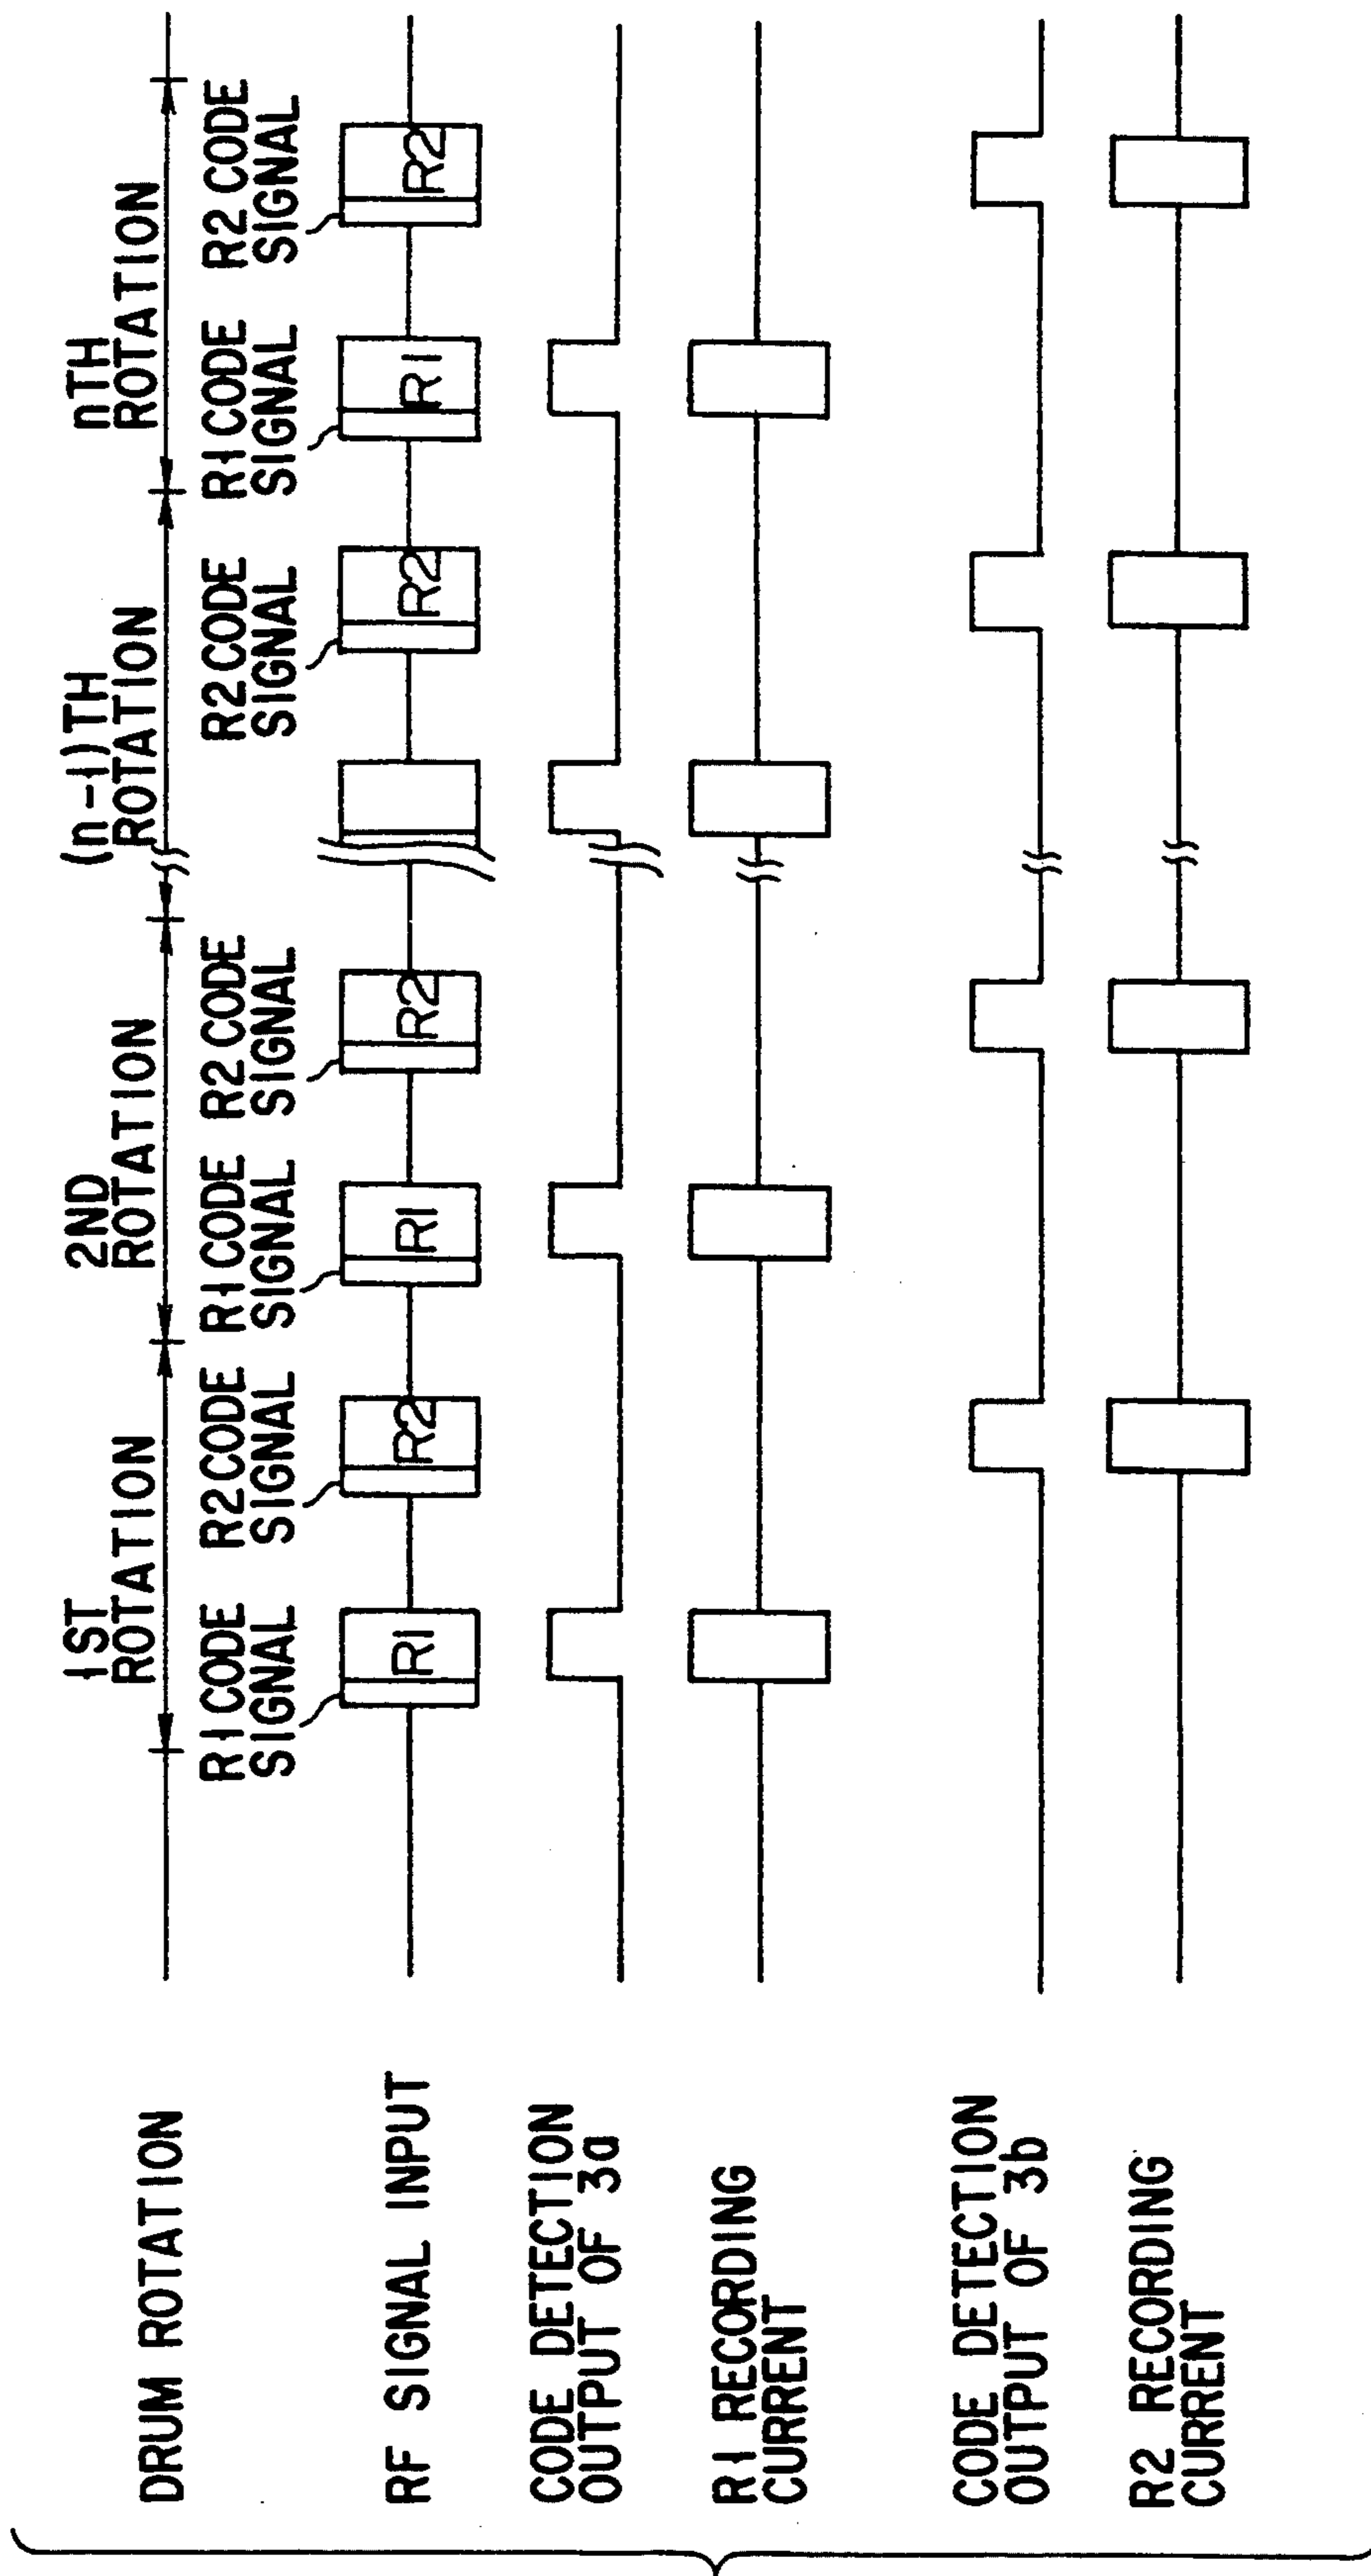 DRUM ROTATION
1ST
ROTATION
2ND
ROTATION
(n-1)TH
ROTATION
nTH
ROTATION
R1 CODE
SIGNAL
R2 CODE
SIGNAL
R1 CODE
SIGNAL
R2 CODE
SIGNAL
R2 CODE
SIGNAL
R1 CODE
SIGNAL
R2 CODE
SIGNAL
RF SIGNAL INPUT
R1
R2
R1
R2
R2
R1
R2
CODE DETECTION
OUTPUT OF 3a
R1 RECORDING
CURRENT
CODE DETECTION
OUTPUT OF 3b
R2 RECORDING
CURRENT